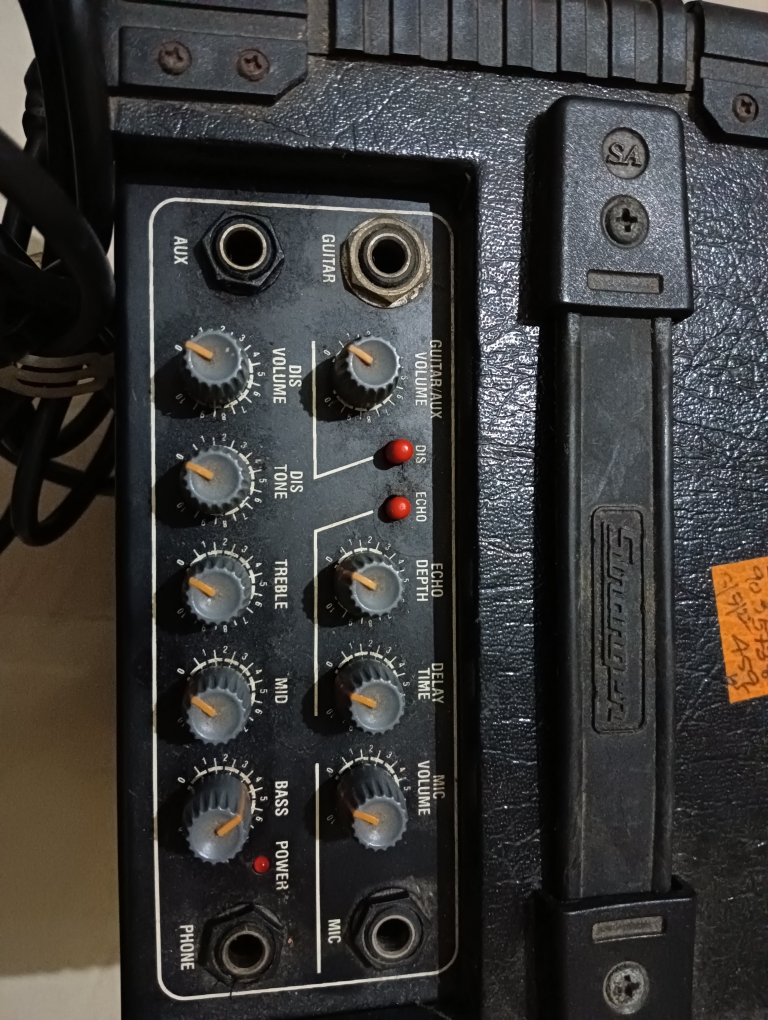 SA
Stranger
GUITAR
GUITAR/AUX
VOLUME
DIS
ECHO
ECHO
DEPTH
DELAY
TIME
MIC
VOLUME
MIC
AUX
DIS
VOLUME
DIS
TONE
TREBLE
MID
BASS
POWER
PHONE